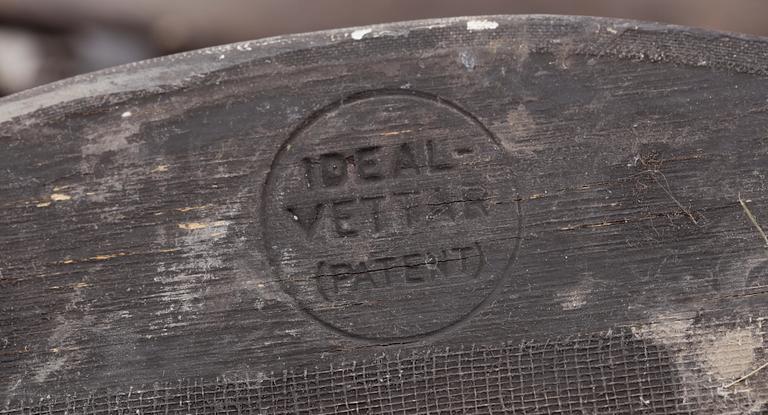 IDEAL-
VETTAR
(PATENT)